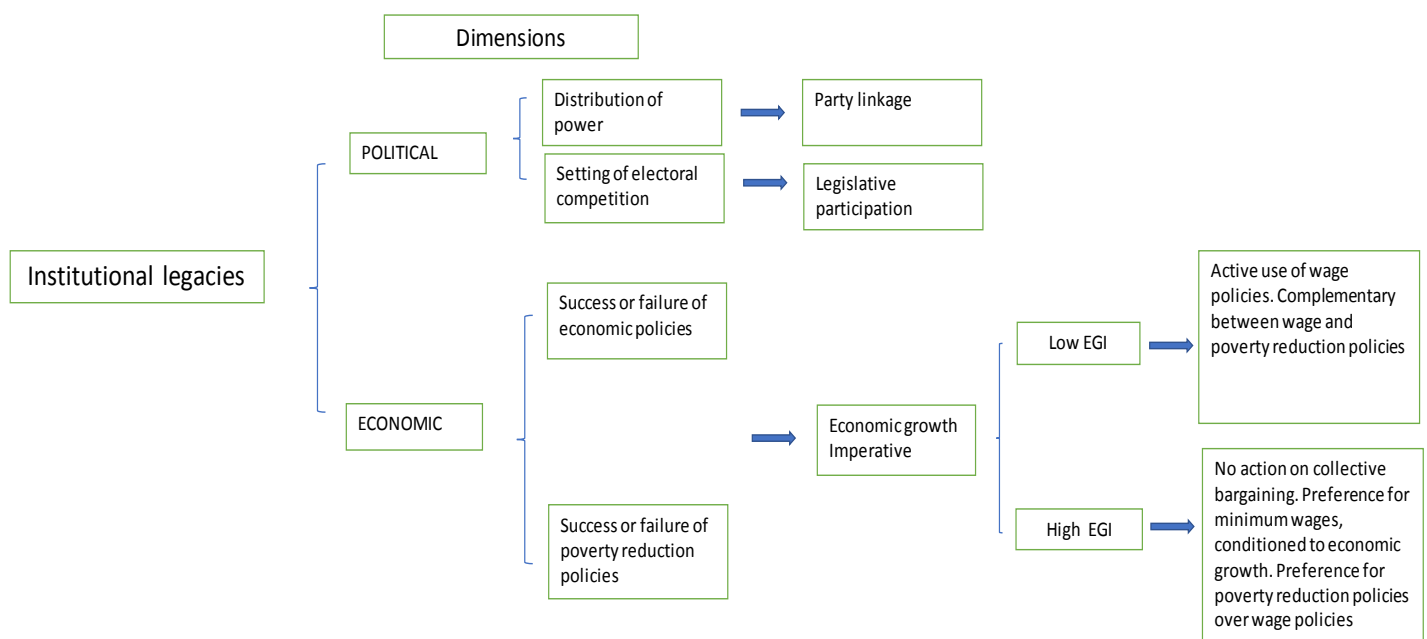 Dimensions
Distribution of
power
Party linkage
POLITICAL
Setting of electoral
competition
Legislative
participation
Institutional legacies
Success or failure of
economic policies
Active use of wage
policies. Complementary
between wage and
poverty reduction policies
Low EGI
ECONOMIC
Economic growth
Imperative
No action on collective
bargaining. Preference for
minimum wages,
conditioned to economic
growth. Preference for
poverty reduction policies
over wage policies
Success or failure of
poverty reduction
policies
High EGI